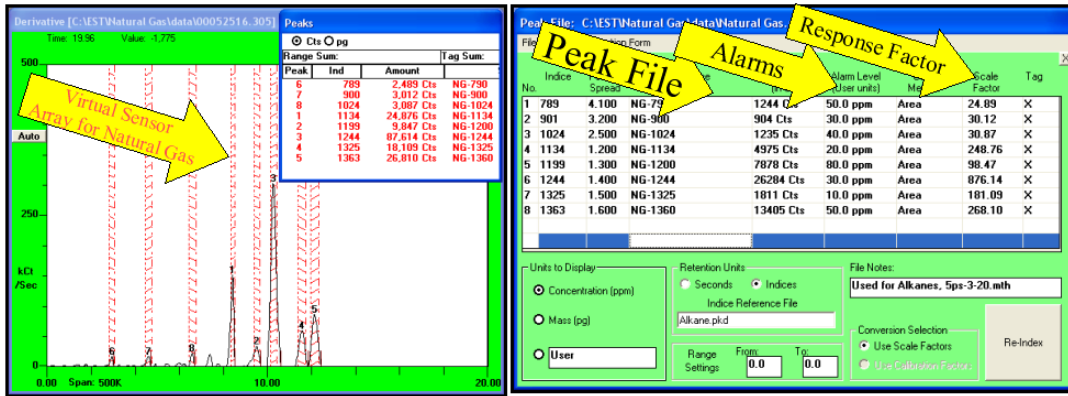 Derivative [C:\EST\Natural Gas\data\00052516.305]
Time: 19.96 Value: -1,775
500
Auto
250
kCt
/Sec
0
0.00 Span: 500K 10.00 20.00
6 7 8 1 2 3 4 5
Virtual Sensor
Array for Natural Gas
Peaks
Cts pg
Range Sum: Tag Sum:
Peak Ind Amount
6 789 2,489 Cts NG-790
7 900 3,012 Cts NG-900
8 1024 3,087 Cts NG-1024
1 1134 24,876 Cts NG-1134
2 1199 9,847 Cts NG-1200
3 1244 87,614 Cts NG-1244
4 1325 18,109 Cts NG-1325
5 1363 26,810 Cts NG-1360
Peak File: C:\EST\Natural Gas\data\Natural Gas.
File Form
Peak File
Alarms
Response Factor
X
No. Indice Spread Alarm Level (User units) Scale Factor Tag
1 789 4.100 1244 Cts 50.0 ppm Area 24.89 X
2 901 3.200 NG-900 904 Cts 30.0 ppm Area 30.12 X
3 1024 2.500 NG-1024 1235 Cts 40.0 ppm Area 30.87 X
4 1134 1.200 NG-1134 4975 Cts 20.0 ppm Area 248.76 X
5 1199 1.300 NG-1200 7878 Cts 80.0 ppm Area 98.47 X
6 1244 1.400 NG-1244 26284 Cts 30.0 ppm Area 876.14 X
7 1325 1.500 NG-1325 1811 Cts 10.0 ppm Area 181.09 X
8 1363 1.600 NG-1360 13405 Cts 50.0 ppm Area 268.10 X
Units to Display
Concentration (ppm)
Mass (pg)
User
Retention Units
Seconds Indices
Indice Reference File
Alkane.pkd
Range Settings From: 0.0 To: 0.0
File Notes:
Used for Alkanes, 5ps-3-20.mth
Conversion Selection
Use Scale Factors
Use Calibration Factors
Re-Index